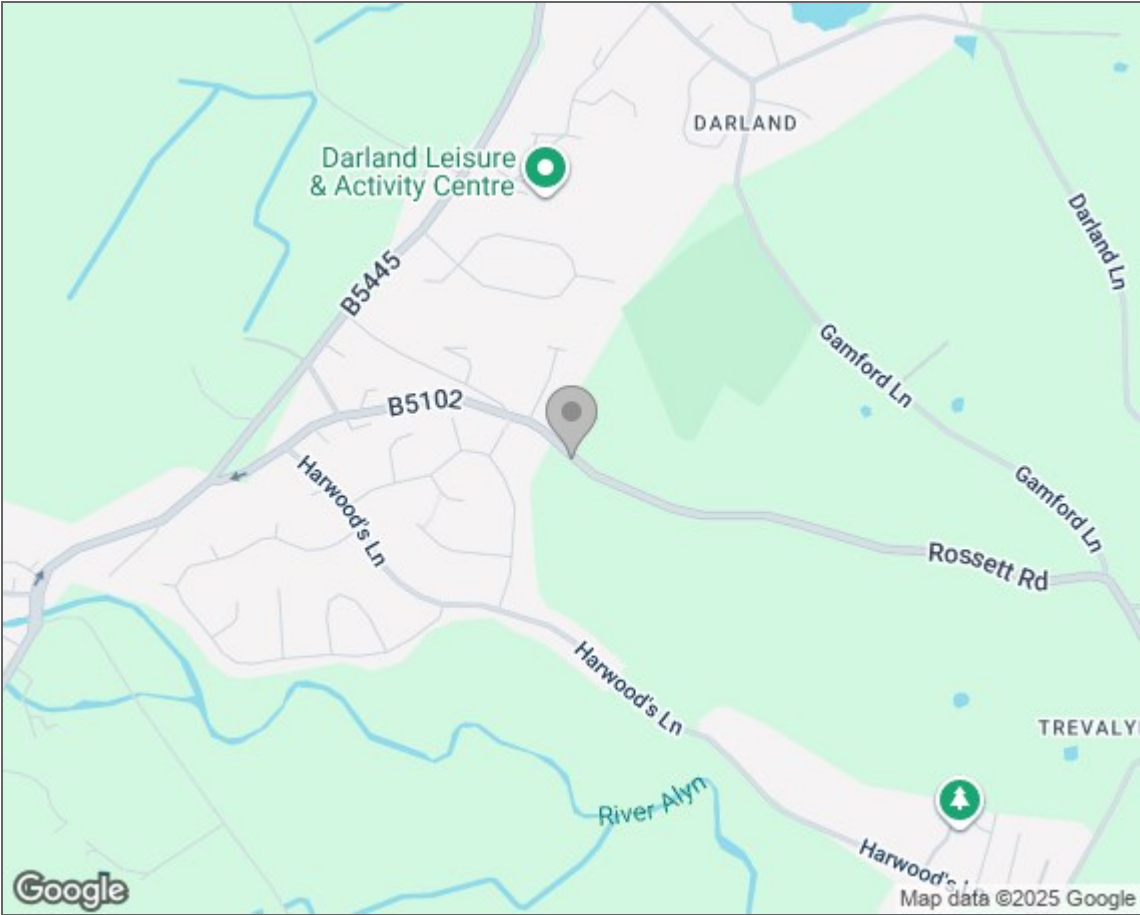 DARLAND
Darland Leisure
& Activity Centre
Darland Ln
B5445
Gamford Ln
B5102
Harwood's Ln
Gamford Ln
Rossett Rd
Harwood's Ln
TREVALY
River Alyn
Harwood's Ln
Google
Map data ©2025 Google